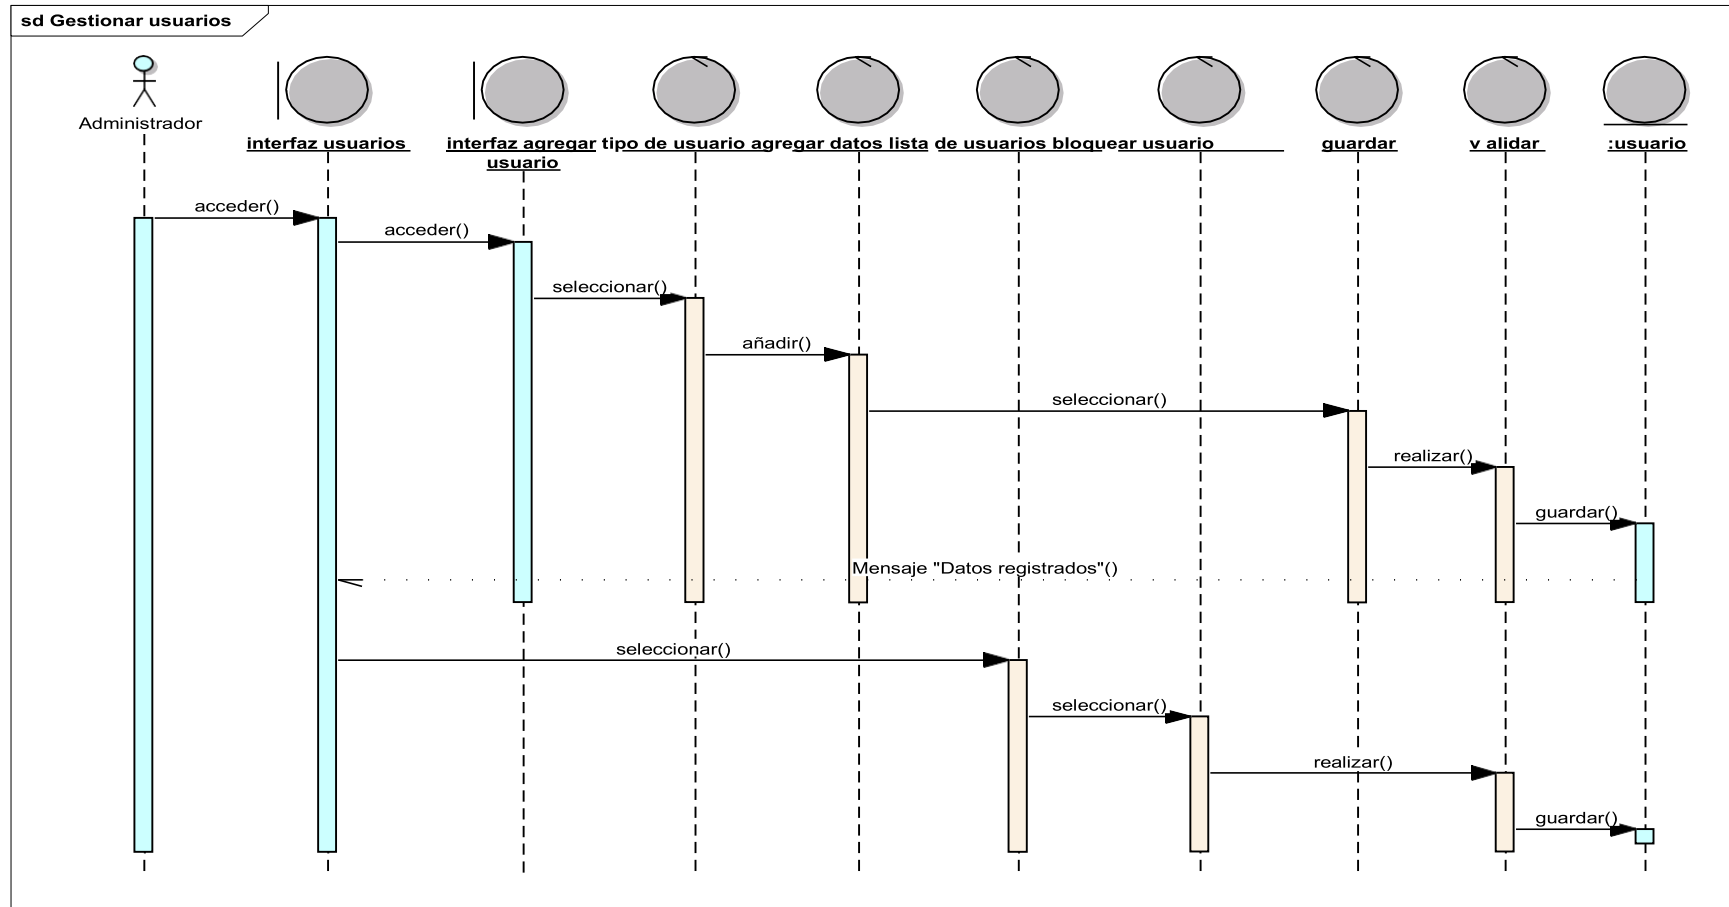 sd Gestionar usuarios
Administrador
interfaz usuarios
interfaz agregar
usuario
tipo de usuario
agregar datos
lista de usuarios
bloquear usuario
guardar
v alidar
:usuario
acceder()
acceder()
seleccionar()
añadir()
seleccionar()
realizar()
guardar()
Mensaje "Datos registrados"()
seleccionar()
seleccionar()
realizar()
guardar()